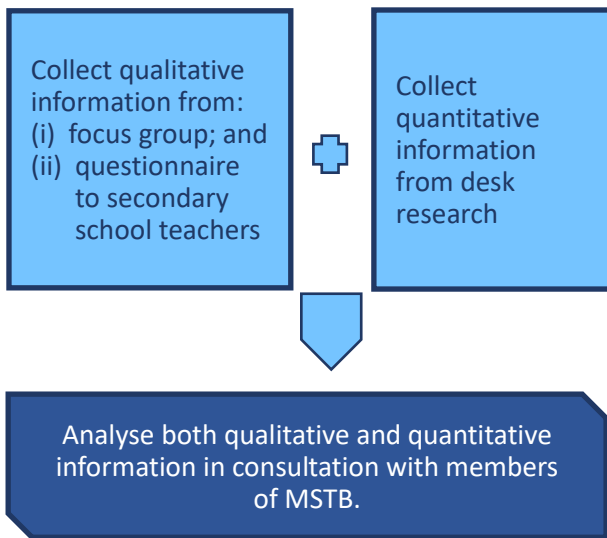 Collect qualitative
information from:
(i) focus group; and
(ii) questionnaire
to secondary
school teachers
Collect
quantitative
information
from desk
research
Analyse both qualitative and quantitative
information in consultation with members
of MSTB.